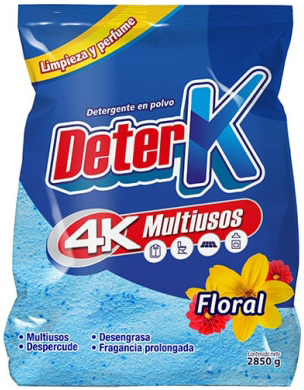 Limpieza y perfume
Detergente en polvo
DeterK
4K Multiusos
Floral
• Multiusos
• Despercude
• Desengrasa
• Fragancia prolongada
Contenido neto
2850 g